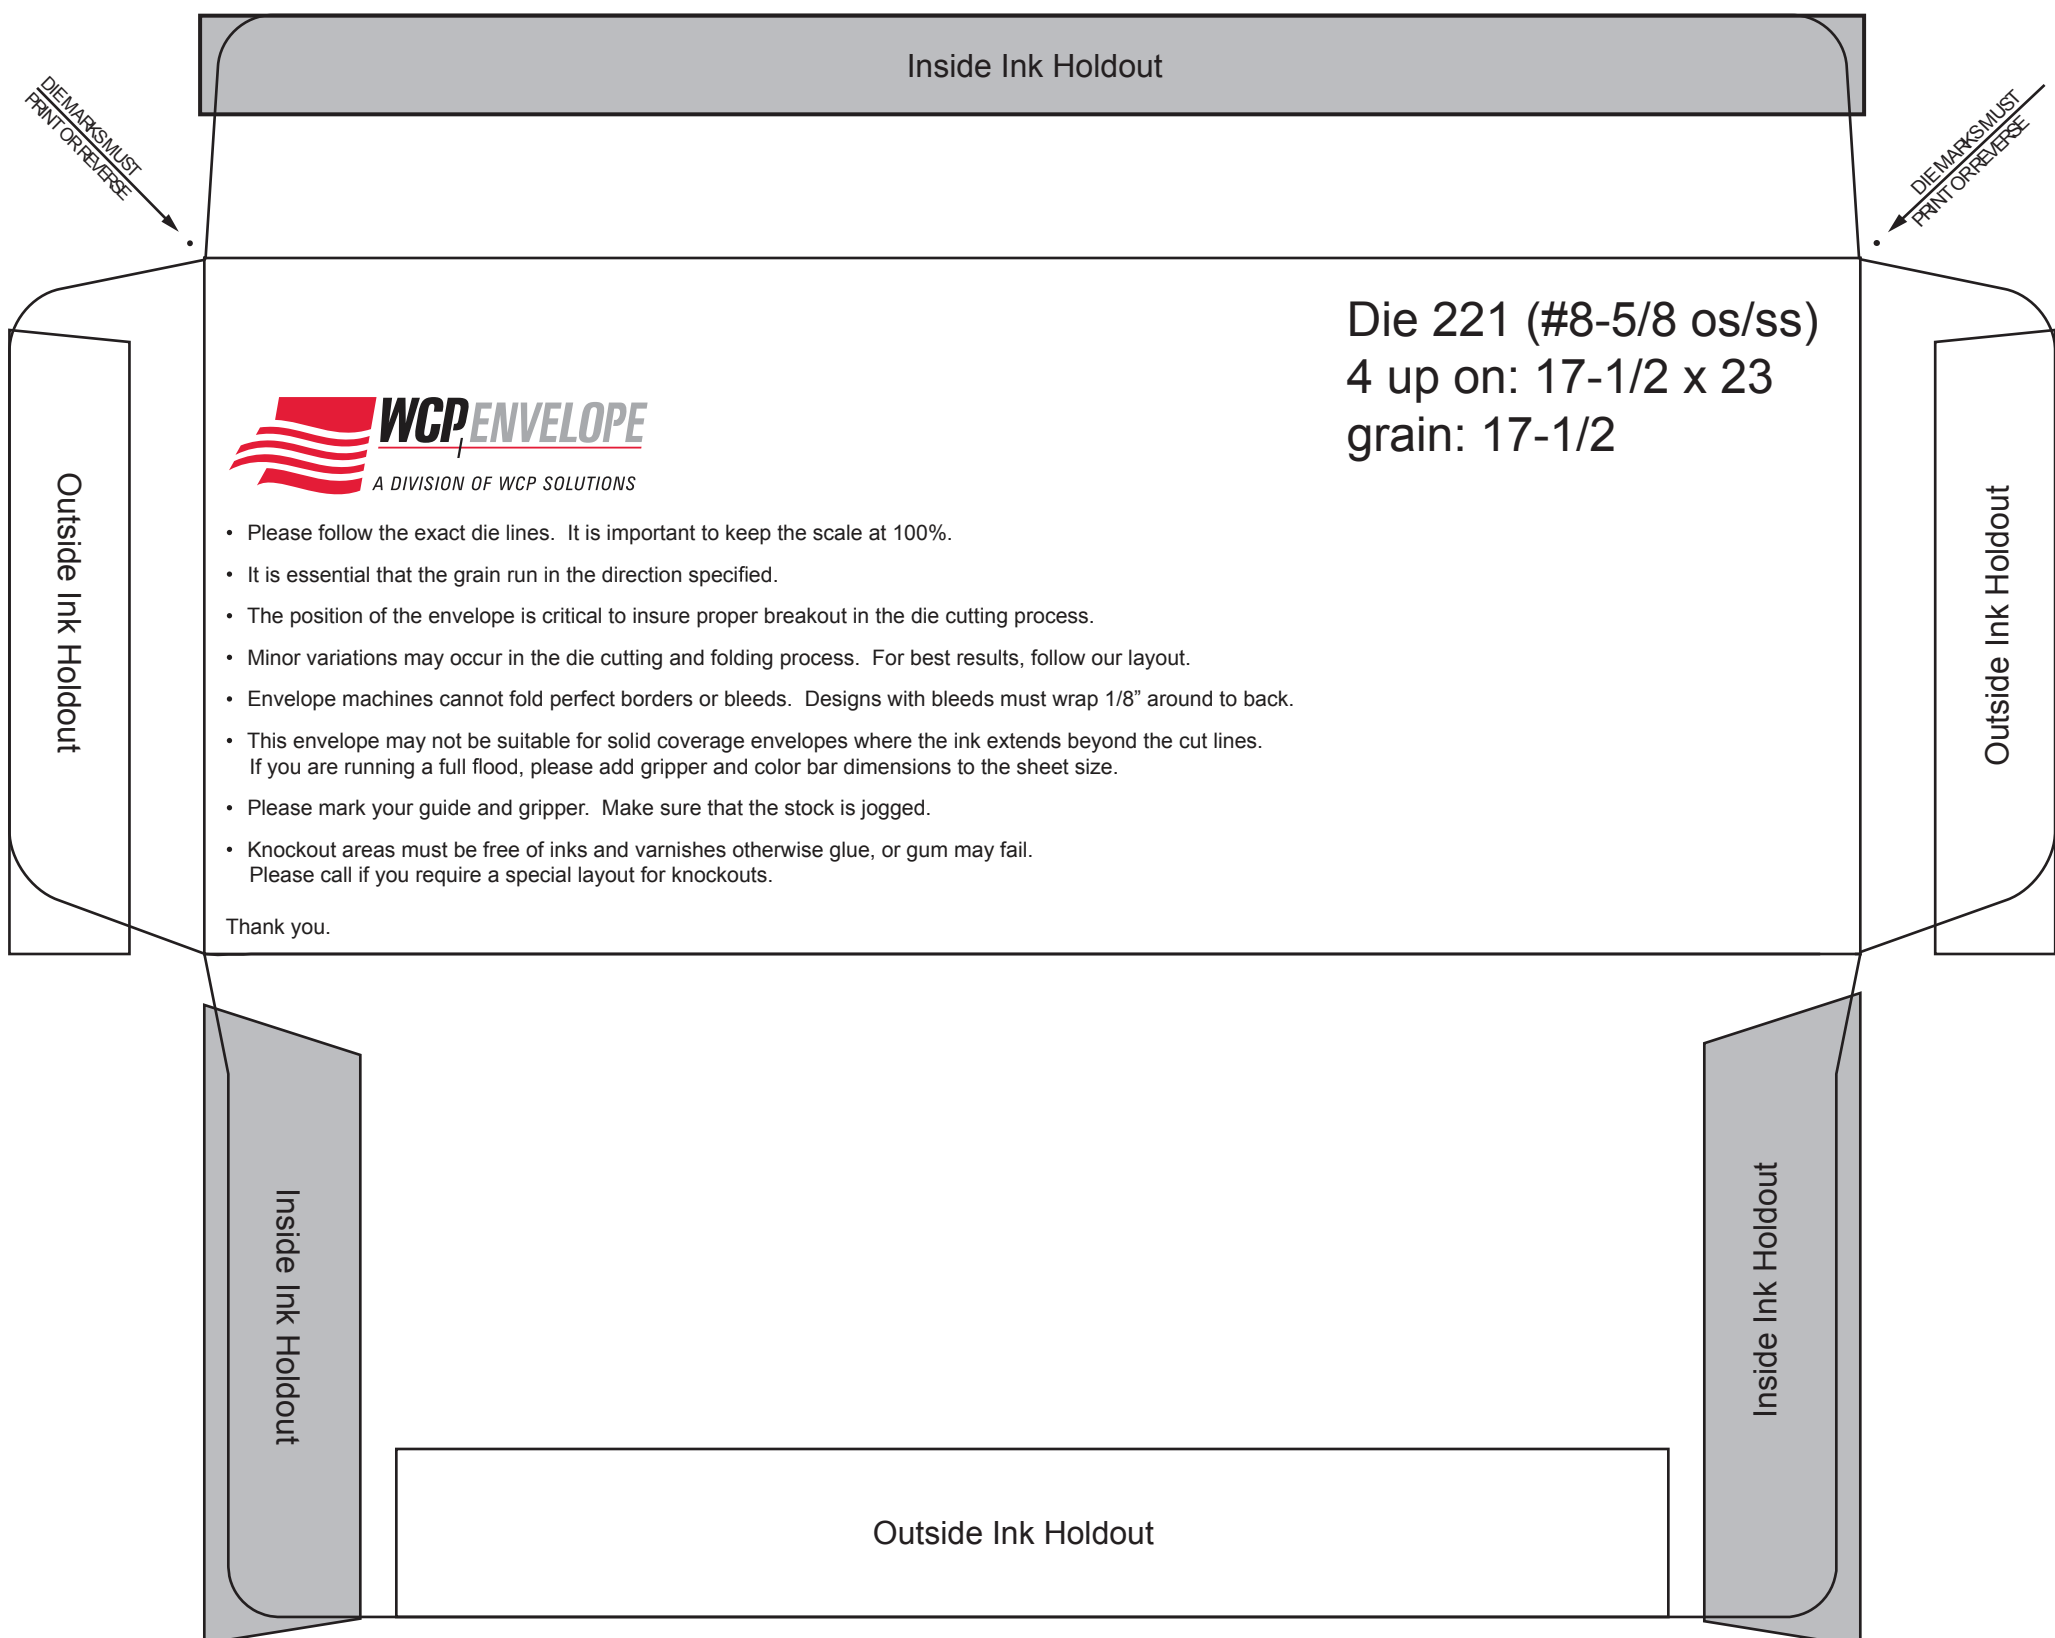 Inside Ink Holdout
DIE MARKS MUST
PRINT OR REVERSE
DIE MARKS MUST
PRINT OR REVERSE
Die 221 (#8-5/8 os/ss)
4 up on: 17-1/2 x 23
grain: 17-1/2
WCP ENVELOPE
A DIVISION OF WCP SOLUTIONS
• Please follow the exact die lines.  It is important to keep the scale at 100%.
• It is essential that the grain run in the direction specified.
• The position of the envelope is critical to insure proper breakout in the die cutting process.
• Minor variations may occur in the die cutting and folding process.  For best results, follow our layout.
• Envelope machines cannot fold perfect borders or bleeds.  Designs with bleeds must wrap 1/8” around to back.
• This envelope may not be suitable for solid coverage envelopes where the ink extends beyond the cut lines.
If you are running a full flood, please add gripper and color bar dimensions to the sheet size.
• Please mark your guide and gripper.  Make sure that the stock is jogged.
• Knockout areas must be free of inks and varnishes otherwise glue, or gum may fail.
Please call if you require a special layout for knockouts.
Thank you.
Outside Ink Holdout
Outside Ink Holdout
Inside Ink Holdout
Inside Ink Holdout
Outside Ink Holdout